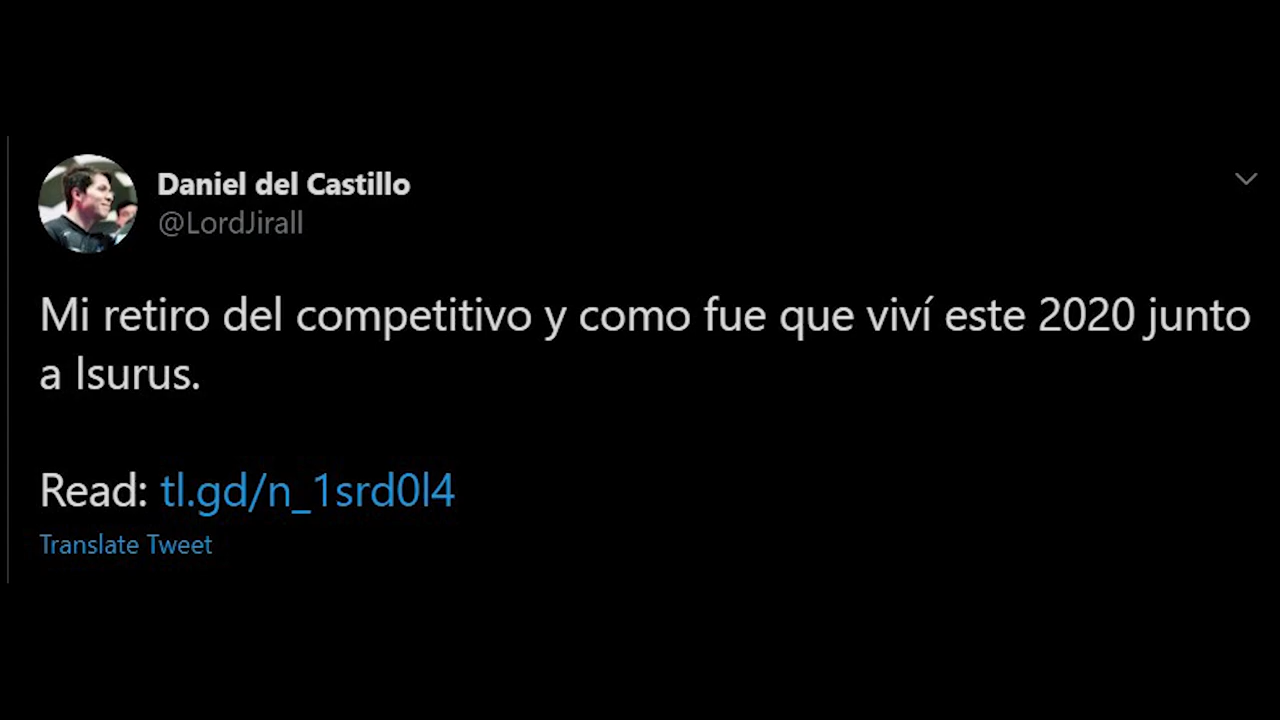 Daniel del Castillo
@LordJirall
Mi retiro del competitivo y como fue que viví este 2020 junto
a Isurus.
Read: tl.gd/n_1srd0l4
Translate Tweet